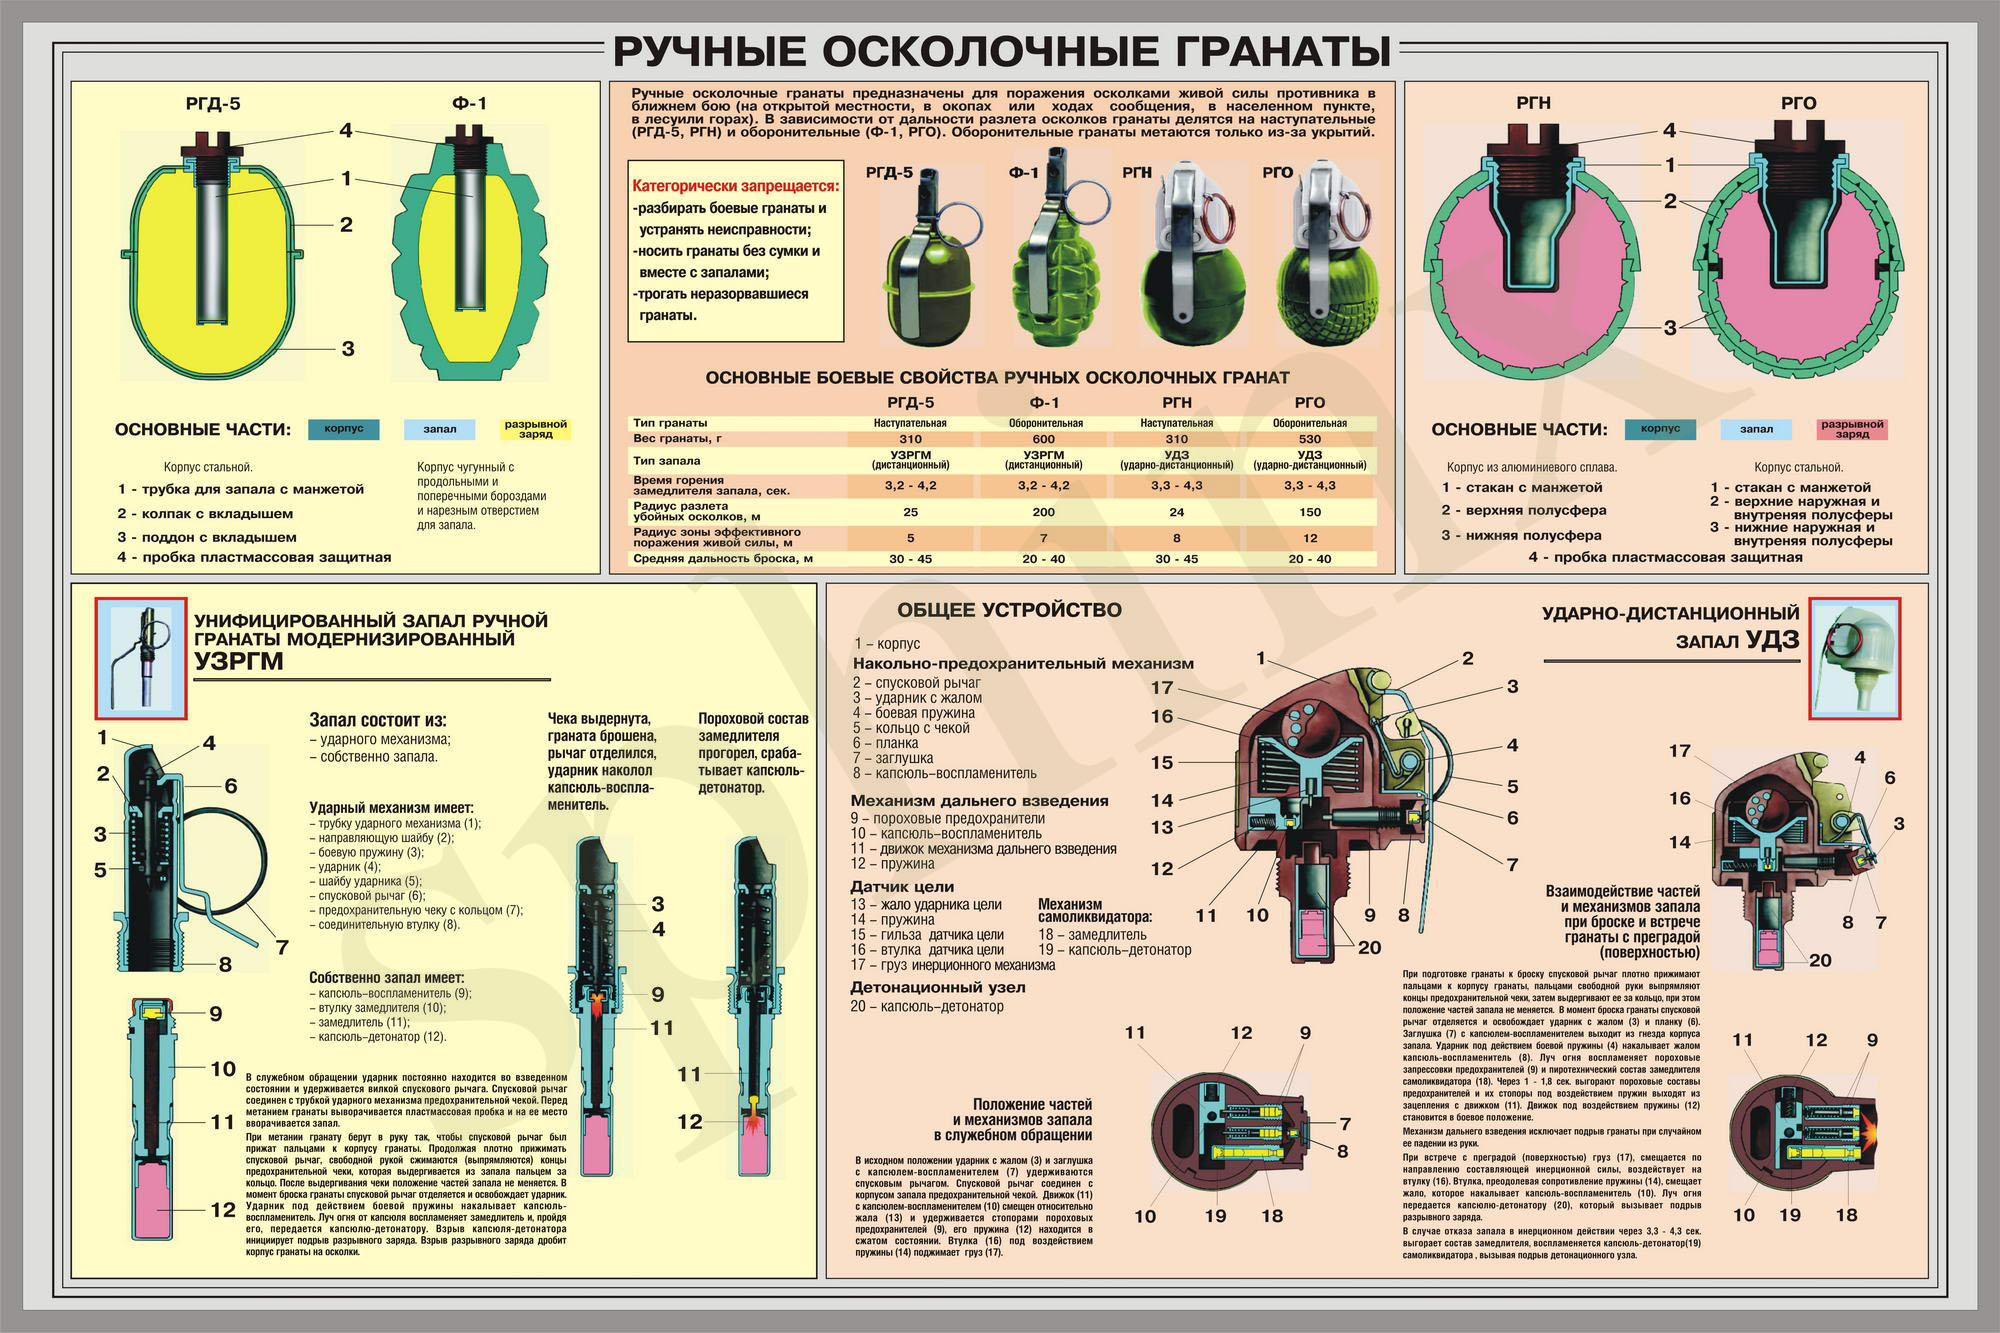 РУЧНЫЕ ОСКОЛОЧНЫЕ ГРАНАТЫ
РГД-5
Ф-1
4
1
2
3
ОСНОВНЫЕ ЧАСТИ:
корпус
запал
разрывной
заряд
Корпус стальной.
1 - трубка для запала с манжетой
2 - колпак с вкладышем
3 - поддон с вкладышем
4 - пробка пластмассовая защитная
Корпус чугунный с
продольными и
поперечными бороздами
и нарезным отверстием
для запала.
Ручные осколочные гранаты предназначены для поражения осколками живой силы противника в
ближнем бою (на открытой местности, в окопах или ходах сообщения, в населенном пункте,
в лесуили горах). В зависимости от дальности разлета осколков гранаты делятся на наступательные
(РГД-5, РГН) и оборонительные (Ф-1, РГО). Оборонительные гранаты метаются только из-за укрытий.
Категорически запрещается:
-разбирать боевые гранаты и
устранять неисправности;
-носить гранаты без сумки и
вместе с запалами;
-трогать неразорвавшиеся
гранаты.
РГД-5
Ф-1
РГН
РГО
ОСНОВНЫЕ БОЕВЫЕ СВОЙСТВА РУЧНЫХ ОСКОЛОЧНЫХ ГРАНАТ
РГД-5 Ф-1 РГН РГО
Тип гранаты Наступательная Оборонительная Наступательная Оборонительная
Вес гранаты, г 310 600 310 530
Тип запала УЗРГМ УЗРГМ УДЗ УДЗ
(дистанционный) (дистанционный) (ударно-дистанционный) (ударно-дистанционный)
Время горения
замедлителя запала, сек. 3,2 - 4,2 3,2 - 4,2 3,3 - 4,3 3,3 - 4,3
Радиус разлета
убойных осколков, м 25 200 24 150
Радиус зоны эффективного
поражения живой силы, м 5 7 8 12
Средняя дальность броска, м 30 - 45 20 - 40 30 - 45 20 - 40
РГН
РГО
4
1
2
3
ОСНОВНЫЕ ЧАСТИ:
корпус
запал
разрывной
заряд
Корпус из алюминиевого сплава.
1 - стакан с манжетой
2 - верхняя полусфера
3 - нижняя полусфера
Корпус стальной.
1 - стакан с манжетой
2 - верхние наружная и
внутреняя полусферы
3 - нижние наружная и
внутреняя полусферы
4 - пробка пластмассовая защитная
УНИФИЦИРОВАННЫЙ ЗАПАЛ РУЧНОЙ
ГРАНАТЫ МОДЕРНИЗИРОВАННЫЙ
УЗРГМ
1
4
2
6
3
5
7
8
9
10
11
12
Запал состоит из:
– ударного механизма;
– собственно запала.
Ударный механизм имеет:
– трубку ударного механизма (1);
– направляющую шайбу (2);
– боевую пружину (3);
– ударник (4);
– шайбу ударника (5);
– спусковой рычаг (6);
– предохранительную чеку с кольцом (7);
– соединительную втулку (8).
Собственно запал имеет:
– капсюль–воспламенитель (9);
– втулку замедлителя (10);
– замедлитель (11);
– капсюль–детонатор (12).
Чека выдернута,
граната брошена,
рычаг отделился,
ударник наколол
капсюль-воспла-
менитель.
Пороховой состав
замедлителя
прогорел, сраба-
тывает капсюль-
детонатор.
3
4
9
11
11
12
В служебном обращении ударник постоянно находится во взведенном
состоянии и удерживается вилкой спускового рычага. Спусковой рычаг
соединен с трубкой ударного механизма предохранительной чекой. Перед
метанием гранаты выворачивается пластмассовая пробка и на ее место
вворачивается запал.
При метании гранату берут в руку так, чтобы спусковой рычаг был
прижат пальцами к корпусу гранаты. Продолжая плотно прижимать
спусковой рычаг, свободной рукой сжимаются (выпрямляются) концы
предохранительной чеки, которая выдергивается из запала пальцем за
кольцо. После выдергивания чеки положение частей запала не меняется. В
момент броска гранаты спусковой рычаг отделяется и освобождает ударник.
Ударник под действием боевой пружины накалывает капсюль-
воспламенитель. Луч огня от капсюля воспламеняет замедлитель и, пройдя
его, передается капсюлю-детонатору. Взрыв капсюля-детонатора
инициирует подрыв разрывного заряда. Взрыв разрывного заряда дробит
корпус гранаты на осколки.
ОБЩЕЕ УСТРОЙСТВО
1 – корпус
Накольно-предохранительный механизм
2 – спусковой рычаг
3 – ударник с жалом
4 – боевая пружина
5 – кольцо с чекой
6 – планка
7 – заглушка
8 – капсюль–воспламенитель
Механизм дальнего взведения
9 – пороховые предохранители
10 – капсюль–воспламенитель
11 – движок механизма дальнего взведения
12 – пружина
Датчик цели
13 – жало ударника цели
14 – пружина
15 – гильза датчика цели
16 – втулка датчика цели
17 – груз инерционного механизма
Механизм
самоликвидатора:
18 – замедлитель
19 – капсюль–детонатор
Детонационный узел
20 – капсюль–детонатор
1
2
17
3
16
4
15
5
14
6
13
12
7
11
10
9
8
20
УДАРНО-ДИСТАНЦИОННЫЙ
ЗАПАЛ УДЗ
17
4
6
16
3
14
8
7
20
Взаимодействие частей
и механизмов запала
при броске и встрече
гранаты с преградой
(поверхностью)
При подготовке гранаты к броску спусковой рычаг плотно прижимают
пальцами к корпусу гранаты, пальцами свободной руки выпрямляют
концы предохранительной чеки, затем выдергивают ее за кольцо, при этом
положение частей запала не меняется. В момент броска гранаты спусковой
рычаг отделяется и освобождает ударник с жалом (3) и планку (6).
Заглушка (7) с капсюлем-воспламенителем выходит из гнезда корпуса
запала. Ударник под действием боевой пружины (4) накалывает жалом
капсюль-воспламенитель (8). Луч огня воспламеняет пороховые
запрессовки предохранителей (9) и пиротехнический состав замедлителя
самоликвидатора (18). Через 1 - 1,8 сек. выгорают пороховые составы
предохранителей и их стопоры под воздействием пружин выходят из
зацепления с движком (11). Движок под воздействием пружины (12)
становится в боевое положение.
Механизм дальнего взведения исключает подрыв гранаты при случайном
ее падении из руки.
При встрече с преградой (поверхностью) груз (17), смещается по
направлению составляющей инерционной силы, воздействует на
втулку (16). Втулка, преодолевая сопротивление пружины (14), смещает
жало, которое накалывает капсюль-воспламенитель (10). Луч огня
передается капсюлю-детонатору (20), который вызывает подрыв
разрывного заряда.
В случае отказа запала в инерционном действии через 3,3 - 4,3 сек.
выгорает состав замедлителя, воспламеняется капсюль-детонатор(19)
самоликвидатора , вызывая подрыв детонационного узла.
Положение частей
и механизмов запала
в служебном обращении
В исходном положении ударник с жалом (3) и заглушка
с капсюлем-воспламенителем (7) удерживаются
спусковым рычагом. Спусковой рычаг соединен с
корпусом запала предохранительной чекой. Движок (11)
с капсюлем-воспламенителем (10) смещен относительно
жала (13) и удерживается стопорами пороховых
предохранителей (9), его пружина (12) находится в
сжатом состоянии. Втулка (16) под воздействием
пружины (14) поджимает груз (17).
11
12
9
7
8
10
19
18
11
12
9
10
19
18
sphinx